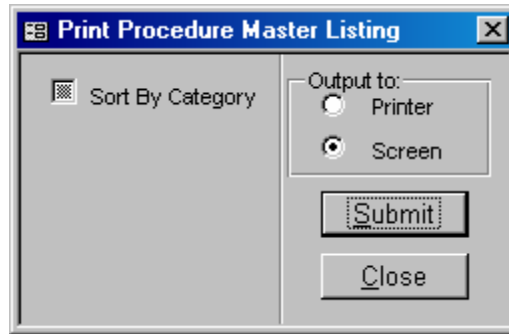 Print Procedure Master Listing
Sort By Category
Output to:
Printer
Screen
Submit
Close